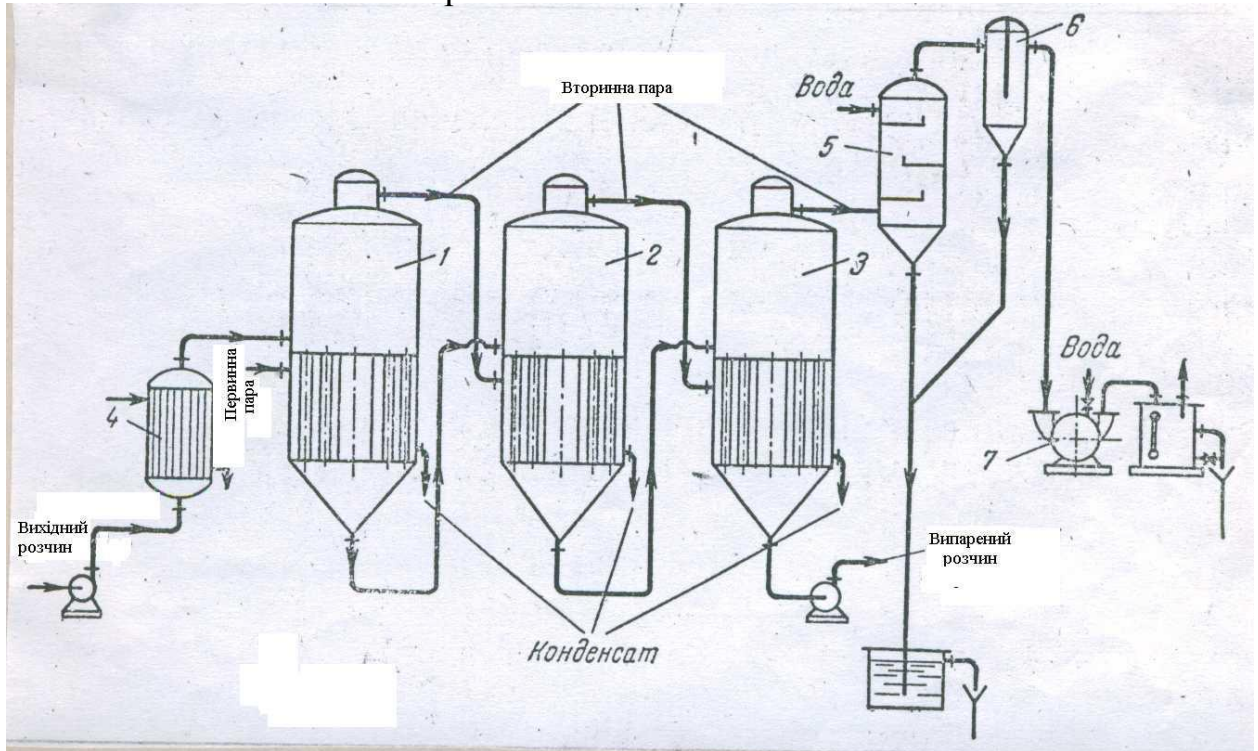 Вторинна пара
Вода
6
5
1
2
3
Первинна
пара
4
Вода
7
Вихідний
розчин
Випарений
розчин
Конденсат